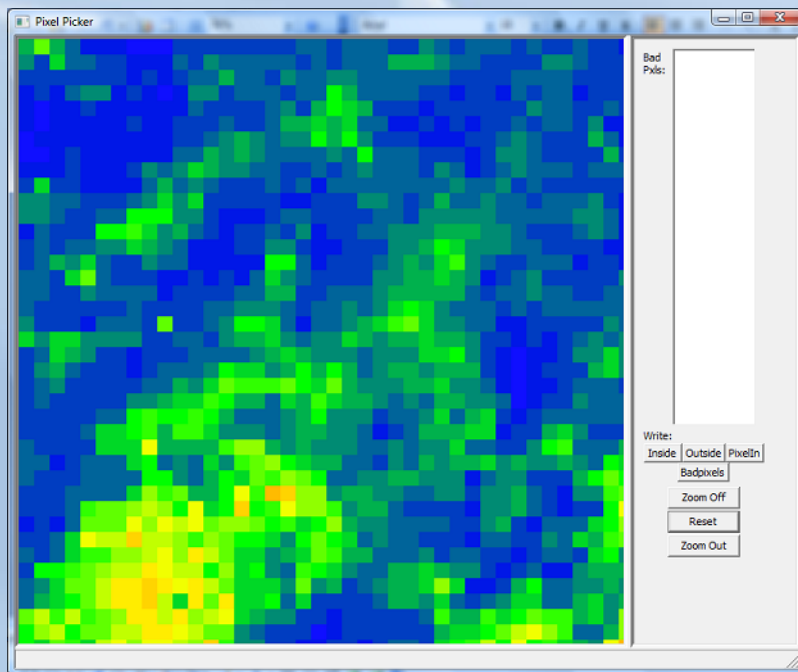 Pixel Picker
Bad
Pxls:
Write:
Inside Outside PixelIn
Badpixels
Zoom Off
Reset
Zoom Out